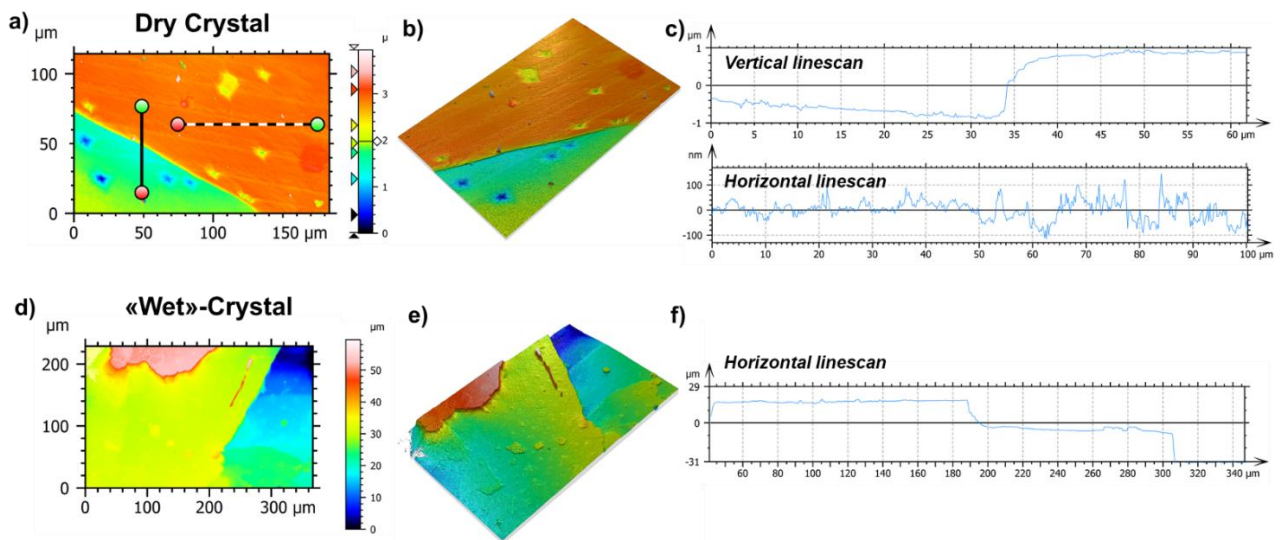 a)
Dry Crystal
µm
100
50
0
0 50 100 150 µm
µ
3
2
1
0
b)
c)
Vertical linescan
1
0
-1
0 5 10 15 20 25 30 35 40 45 50 55 60 µm
nm
Horizontal linescan
100
0
-100
0 10 20 30 40 50 60 70 80 90 100 µm
d)
«Wet»-Crystal
µm
200
100
0
0 100 200 300 µm
µm
50
40
30
20
10
0
e)
f)
Horizontal linescan
µm
29
0
-31
60 80 100 120 140 160 180 200 220 240 260 280 300 320 340 µm